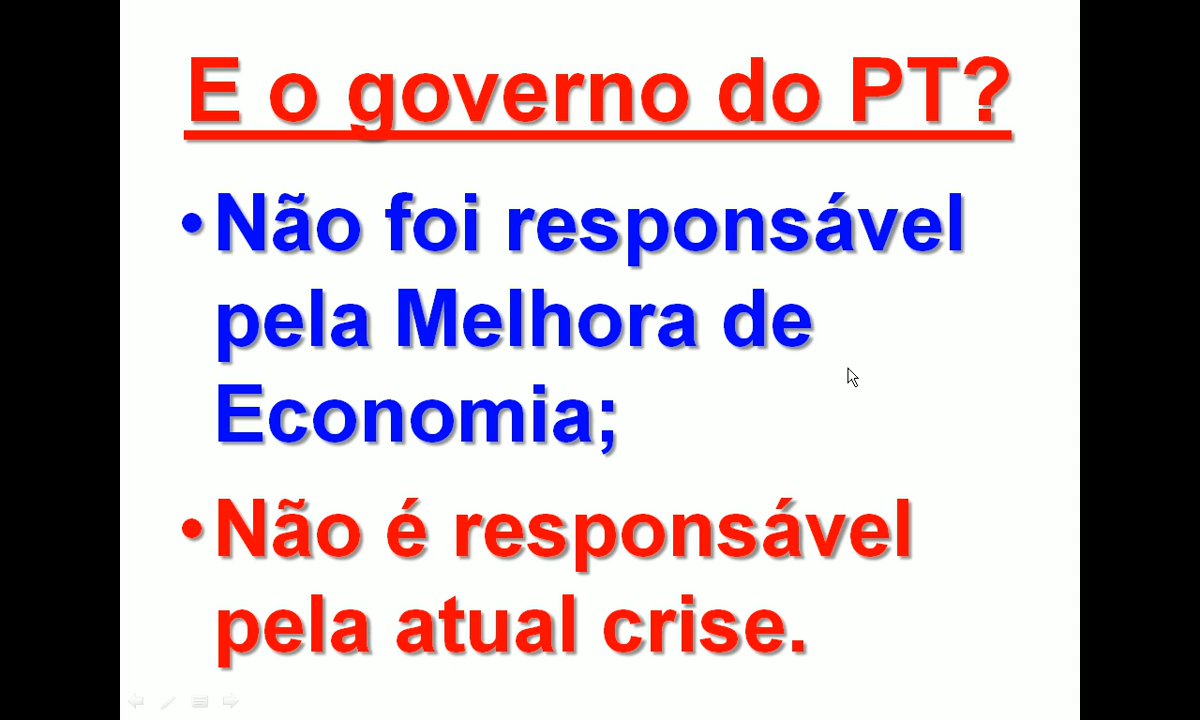 E o governo do PT?
•Não foi responsável
pela Melhora de
Economia;
•Não é responsável
pela atual crise.